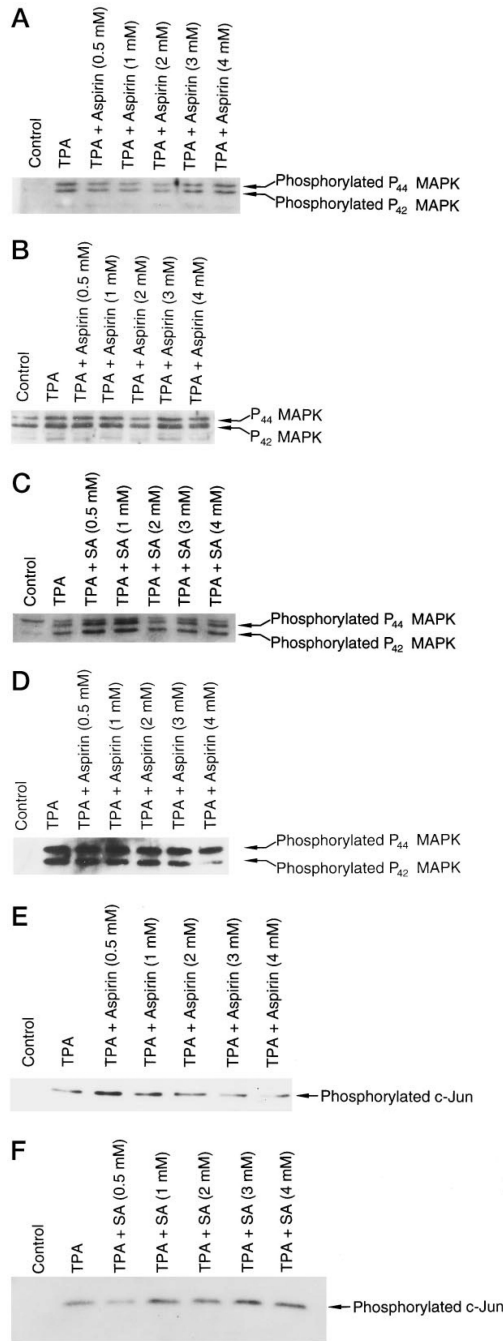 A
Control
TPA
TPA + Aspirin (0.5 mM)
TPA + Aspirin (1 mM)
TPA + Aspirin (2 mM)
TPA + Aspirin (3 mM)
TPA + Aspirin (4 mM)
Phosphorylated P44 MAPK
Phosphorylated P42 MAPK
B
Control
TPA
TPA + Aspirin (0.5 mM)
TPA + Aspirin (1 mM)
TPA + Aspirin (2 mM)
TPA + Aspirin (3 mM)
TPA + Aspirin (4 mM)
P44 MAPK
P42 MAPK
C
Control
TPA
TPA + SA (0.5 mM)
TPA + SA (1 mM)
TPA + SA (2 mM)
TPA + SA (3 mM)
TPA + SA (4 mM)
Phosphorylated P44 MAPK
Phosphorylated P42 MAPK
D
Control
TPA
TPA + Aspirin (0.5 mM)
TPA + Aspirin (1 mM)
TPA + Aspirin (2 mM)
TPA + Aspirin (3 mM)
TPA + Aspirin (4 mM)
Phosphorylated P44 MAPK
Phosphorylated P42 MAPK
E
Control
TPA
TPA + Aspirin (0.5 mM)
TPA + Aspirin (1 mM)
TPA + Aspirin (2 mM)
TPA + Aspirin (3 mM)
TPA + Aspirin (4 mM)
Phosphorylated c-Jun
F
Control
TPA
TPA + SA (0.5 mM)
TPA + SA (1 mM)
TPA + SA (2 mM)
TPA + SA (3 mM)
TPA + SA (4 mM)
Phosphorylated c-Jun